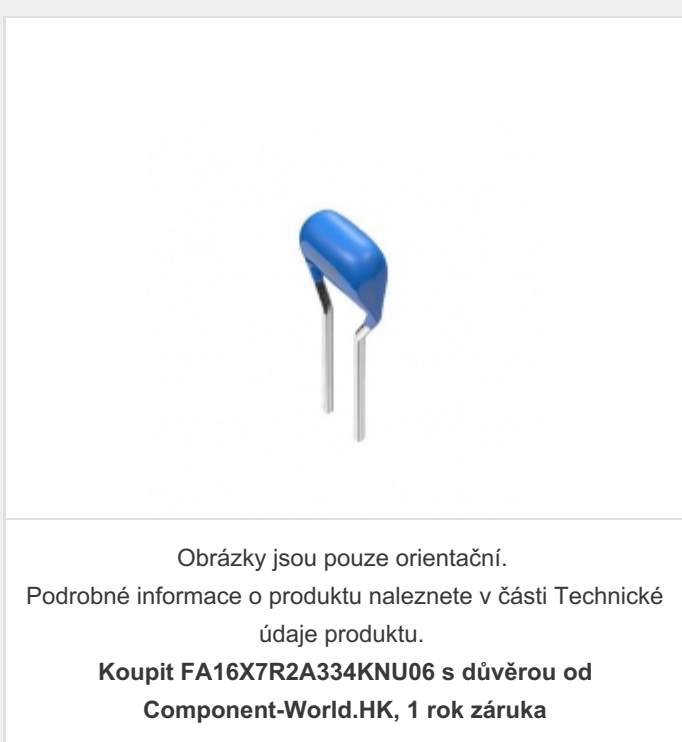 Obrázky jsou pouze orientační.
Podrobné informace o produktu naleznete v části Technické
údaje produktu.
Koupit FA16X7R2A334KNU06 s důvěrou od
Component-World.HK, 1 rok záruka